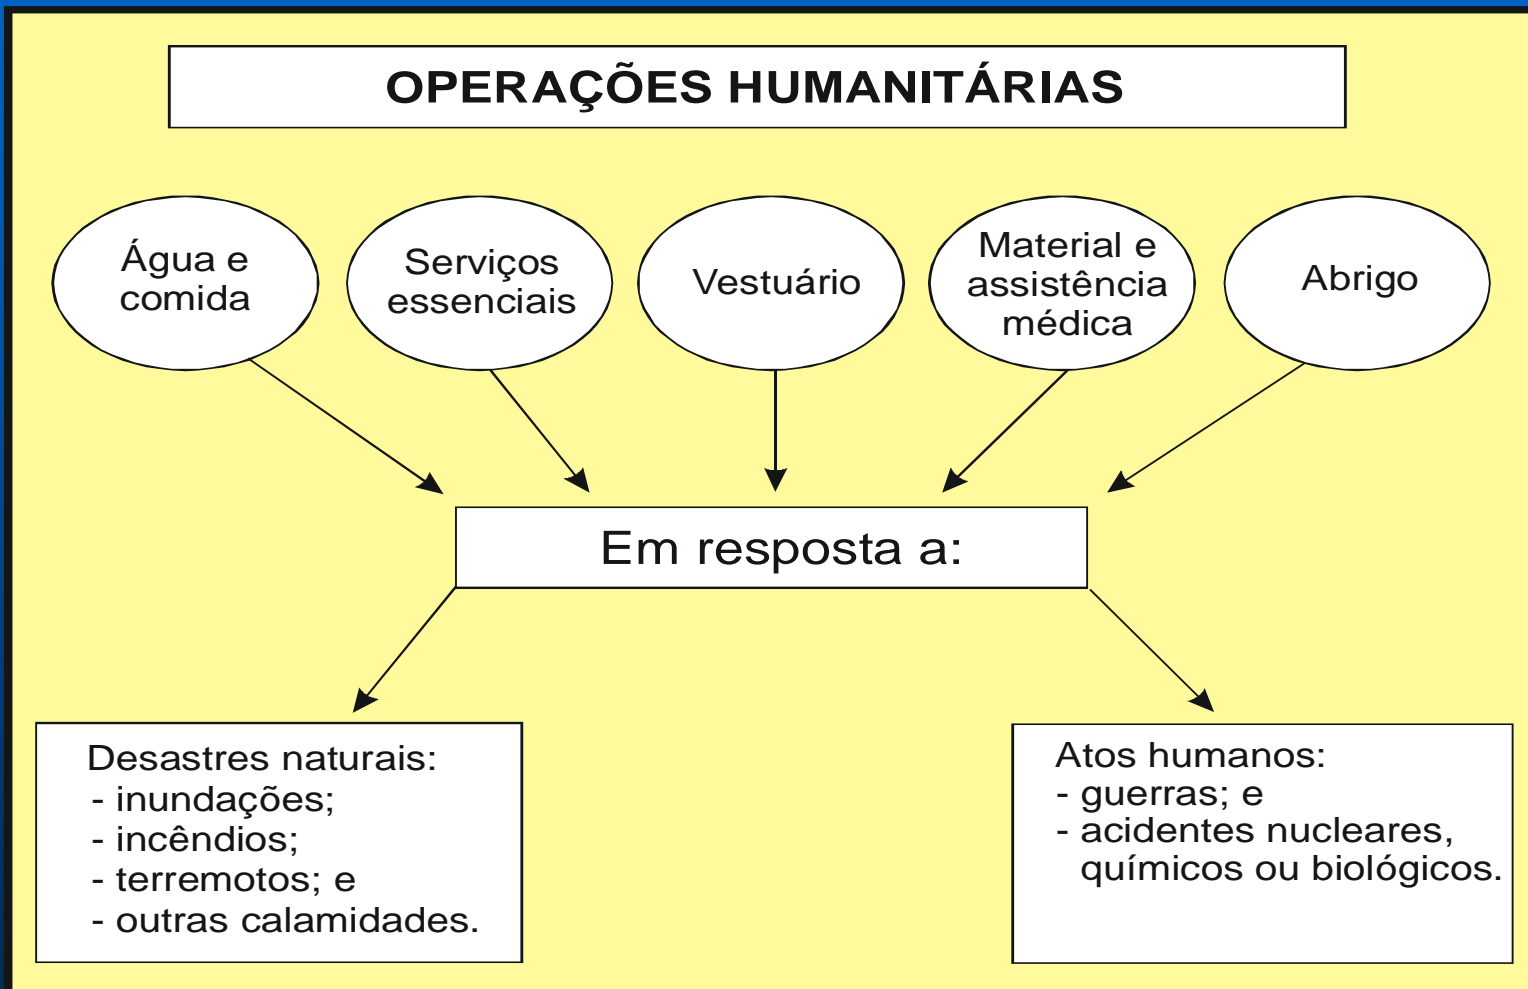 OPERAÇÕES HUMANITÁRIAS
Água e
comida
Serviços
essenciais
Vestuário
Material e
assistência
médica
Abrigo
Em resposta a:
Desastres naturais:
- inundações;
- incêndios;
- terremotos; e
- outras calamidades.
Atos humanos:
- guerras; e
- acidentes nucleares,
químicos ou biológicos.